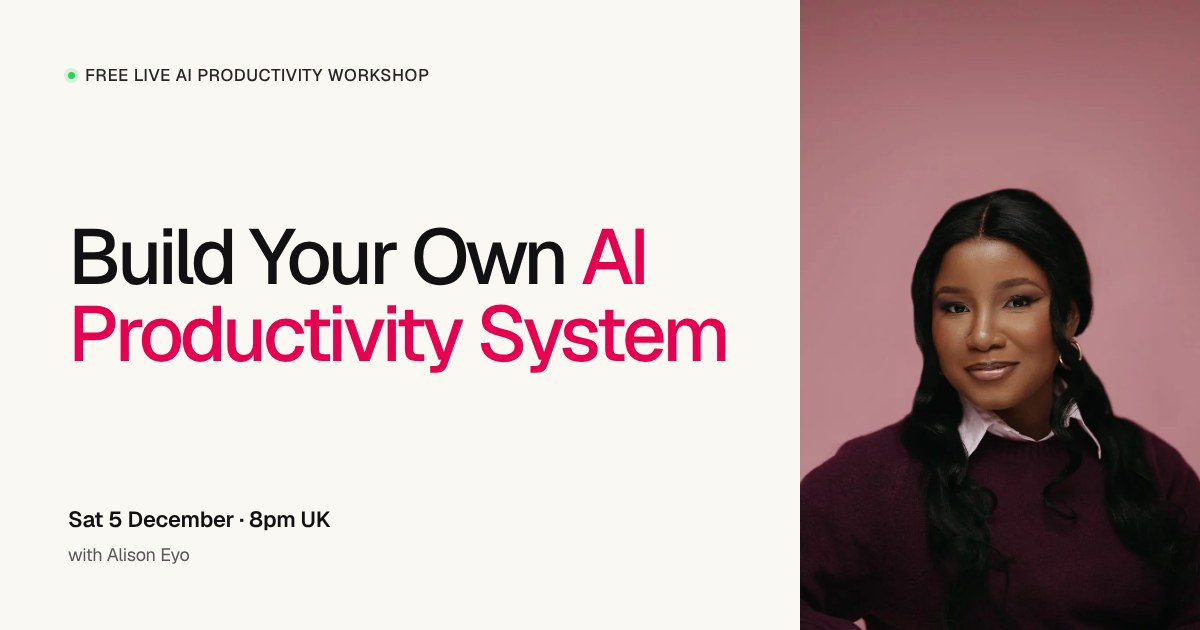 FREE LIVE AI PRODUCTIVITY WORKSHOP
Build Your Own AI
Productivity System
Sat 5 December · 8pm UK
with Alison Eyo